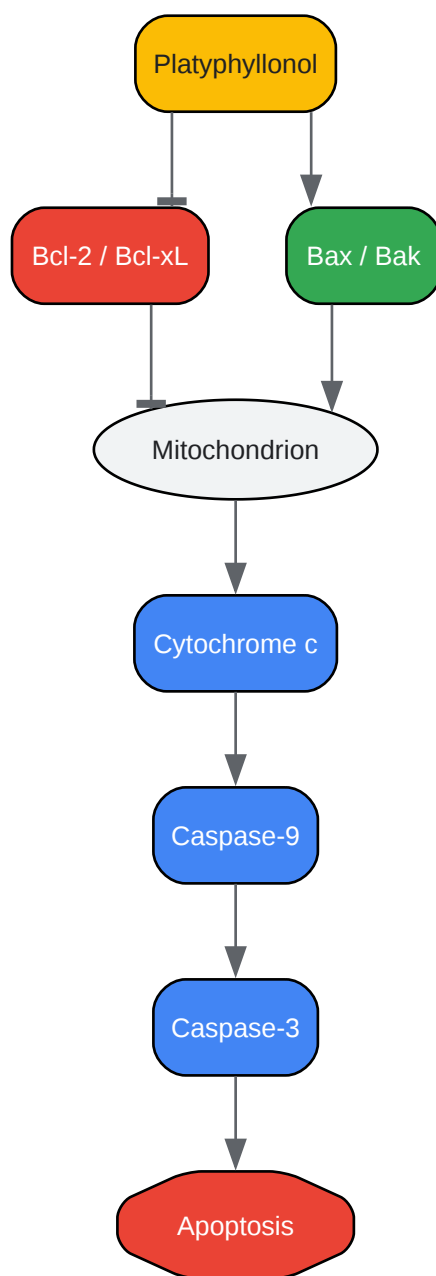 Platyphyllonol
Bcl-2 / Bcl-xL
Bax / Bak
Mitochondrion
Cytochrome c
Caspase-9
Caspase-3
Apoptosis